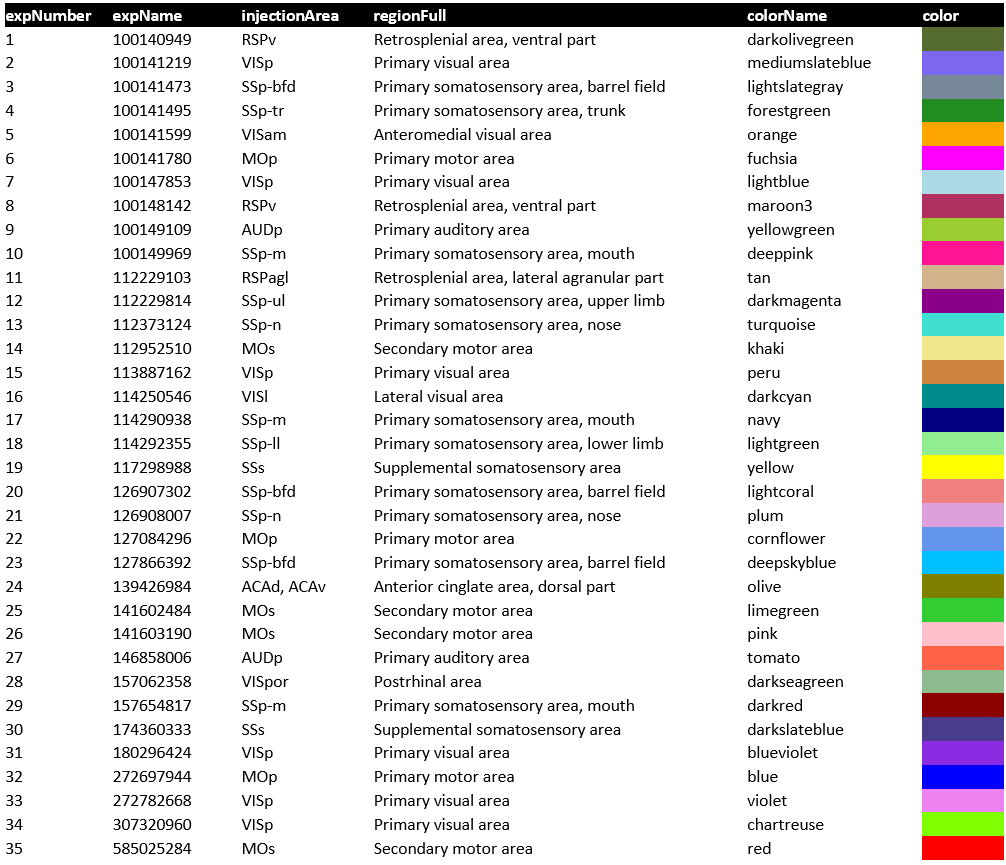 expNumber expName injectionArea regionFull colorName color
1 100140949 RSPv Retrosplenial area, ventral part darkolivegreen
2 100141219 VISp Primary visual area mediumslateblue
3 100141473 SSp-bfd Primary somatosensory area, barrel field lightslategray
4 100141495 SSp-tr Primary somatosensory area, trunk forestgreen
5 100141599 VISam Anteromedial visual area orange
6 100141780 MOp Primary motor area fuchsia
7 100147853 VISp Primary visual area lightblue
8 100148142 RSPv Retrosplenial area, ventral part maroon3
9 100149109 AUDp Primary auditory area yellowgreen
10 100149969 SSp-m Primary somatosensory area, mouth deeppink
11 112229103 RSPagl Retrosplenial area, lateral agranular part tan
12 112229814 SSp-ul Primary somatosensory area, upper limb darkmagenta
13 112373124 SSp-n Primary somatosensory area, nose turquoise
14 112952510 MOs Secondary motor area khaki
15 113887162 VISp Primary visual area peru
16 114250546 VISl Lateral visual area darkcyan
17 114290938 SSp-m Primary somatosensory area, mouth navy
18 114292355 SSp-ll Primary somatosensory area, lower limb lightgreen
19 117298988 SSs Supplemental somatosensory area yellow
20 126907302 SSp-bfd Primary somatosensory area, barrel field lightcoral
21 126908007 SSp-n Primary somatosensory area, nose plum
22 127084296 MOp Primary motor area cornflower
23 127866392 SSp-bfd Primary somatosensory area, barrel field deepskyblue
24 139426984 ACAd, ACAv Anterior cinglate area, dorsal part olive
25 141602484 MOs Secondary motor area limegreen
26 141603190 MOs Secondary motor area pink
27 146858006 AUDp Primary auditory area tomato
28 157062358 VISpor Postrhinal area darkseagreen
29 157654817 SSp-m Primary somatosensory area, mouth darkred
30 174360333 SSs Supplemental somatosensory area darkslateblue
31 180296424 VISp Primary visual area blueviolet
32 272697944 MOp Primary motor area blue
33 272782668 VISp Primary visual area violet
34 307320960 VISp Primary visual area chartreuse
35 585025284 MOs Secondary motor area red